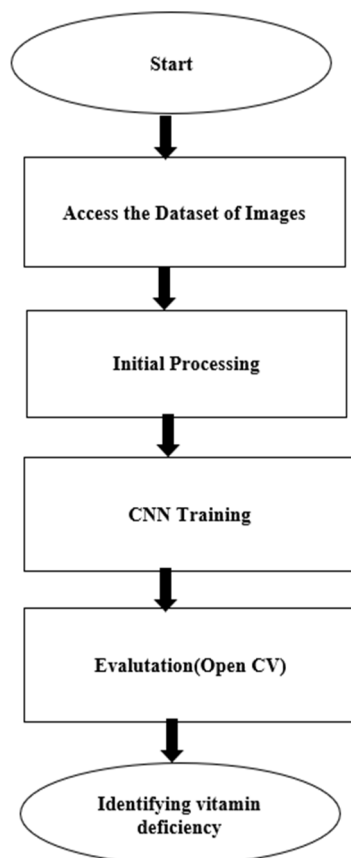 Start
Access the Dataset of Images
Initial Processing
CNN Training
Evalutation(Open CV)
Identifying vitamin
deficiency